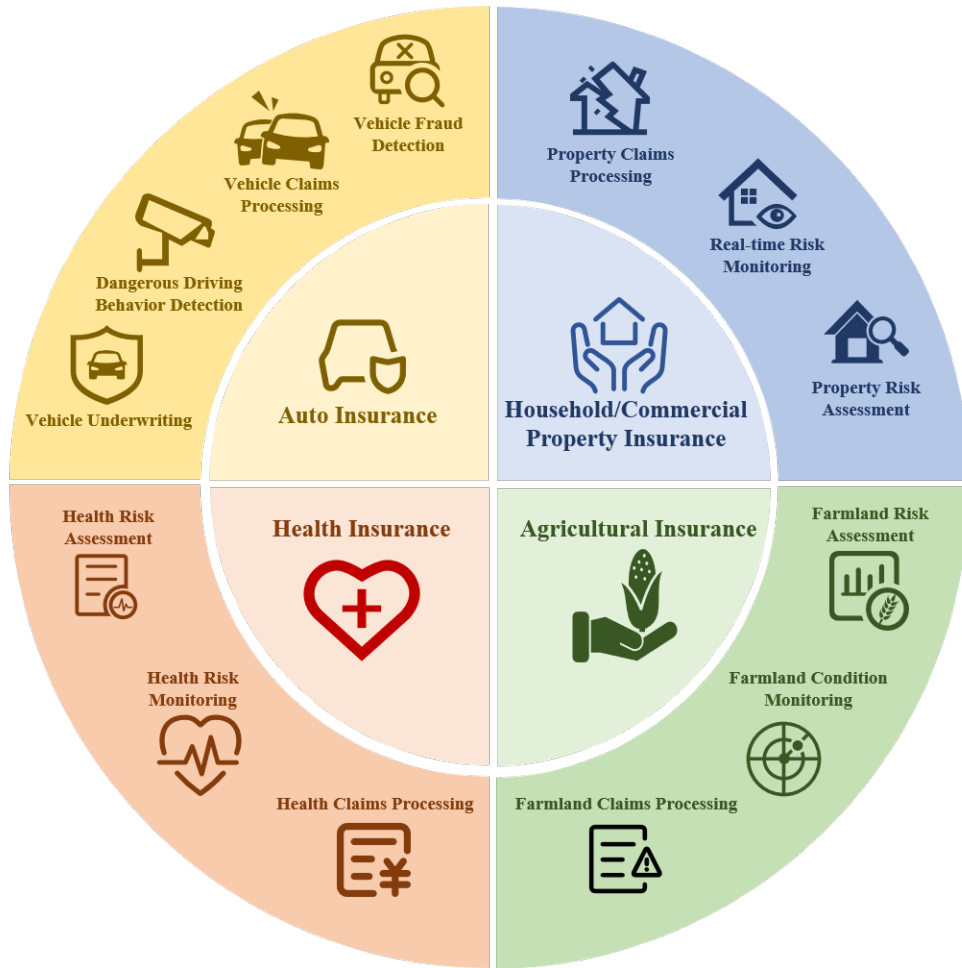 Vehicle Fraud
Detection
Vehicle Claims
Processing
Dangerous Driving
Behavior Detection
Vehicle Underwriting
Auto Insurance
Property Claims
Processing
Real-time Risk
Monitoring
Property Risk
Assessment
Household/Commercial
Property Insurance
Health Insurance
Health Risk
Assessment
Health Risk
Monitoring
Health Claims Processing
¥
Agricultural Insurance
Farmland Risk
Assessment
Farmland Condition
Monitoring
Farmland Claims Processing